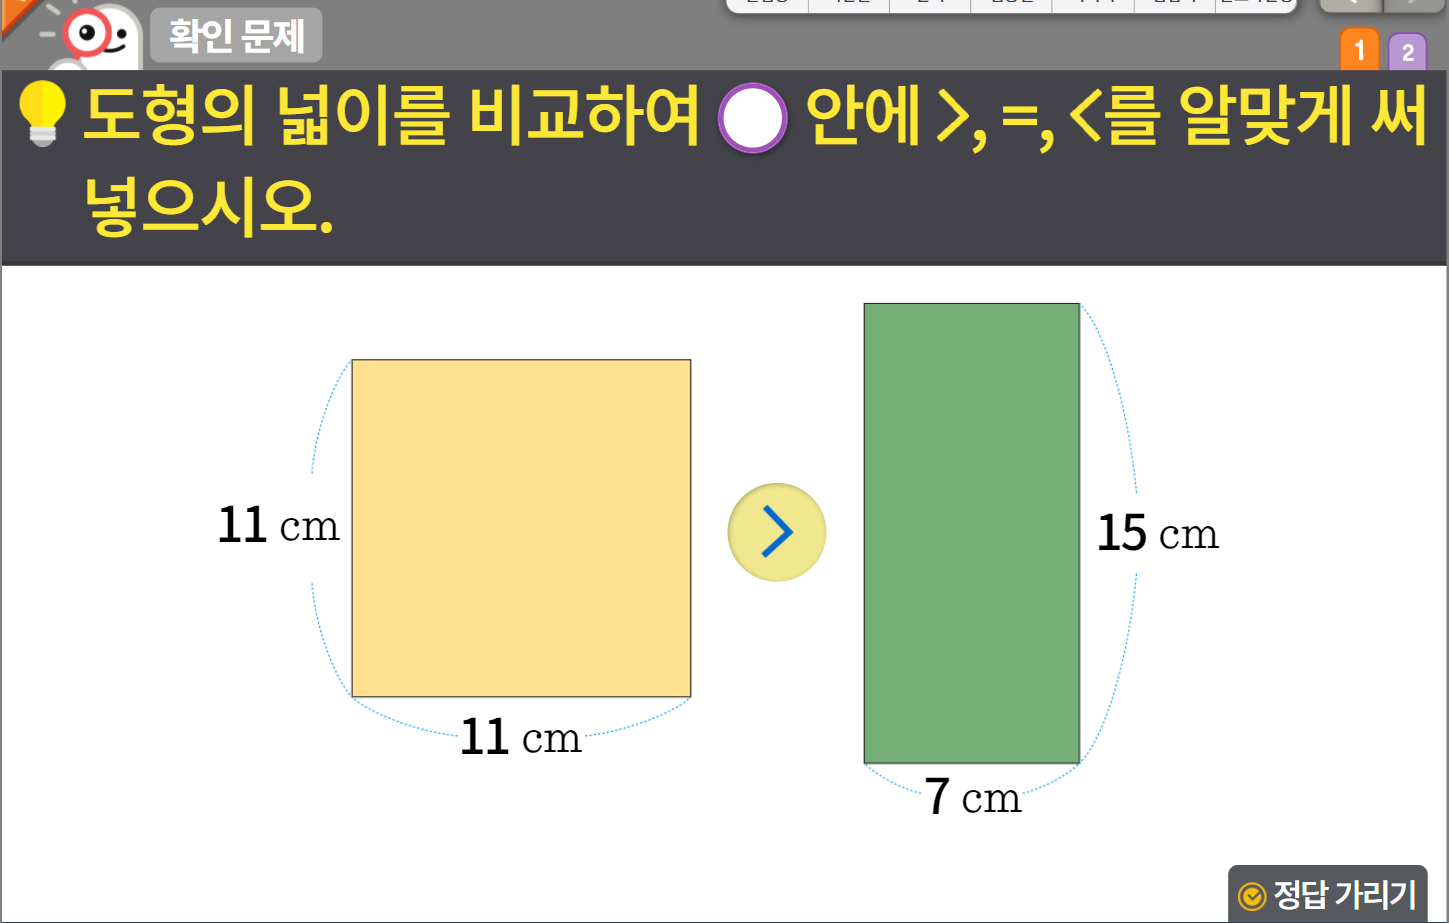 확인 문제
1 2
도형의 넓이를 비교하여 ○ 안에 >, =, <를 알맞게 써
넣으시오.
11 cm
>
15 cm
11 cm
7 cm
정답 가리기